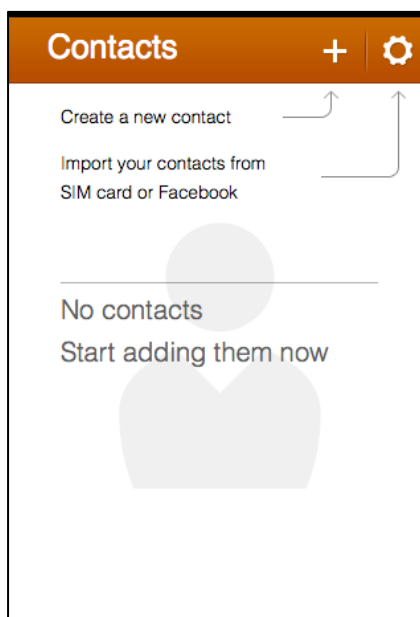 Contacts
Create a new contact
Import your contacts from
SIM card or Facebook
No contacts
Start adding them now